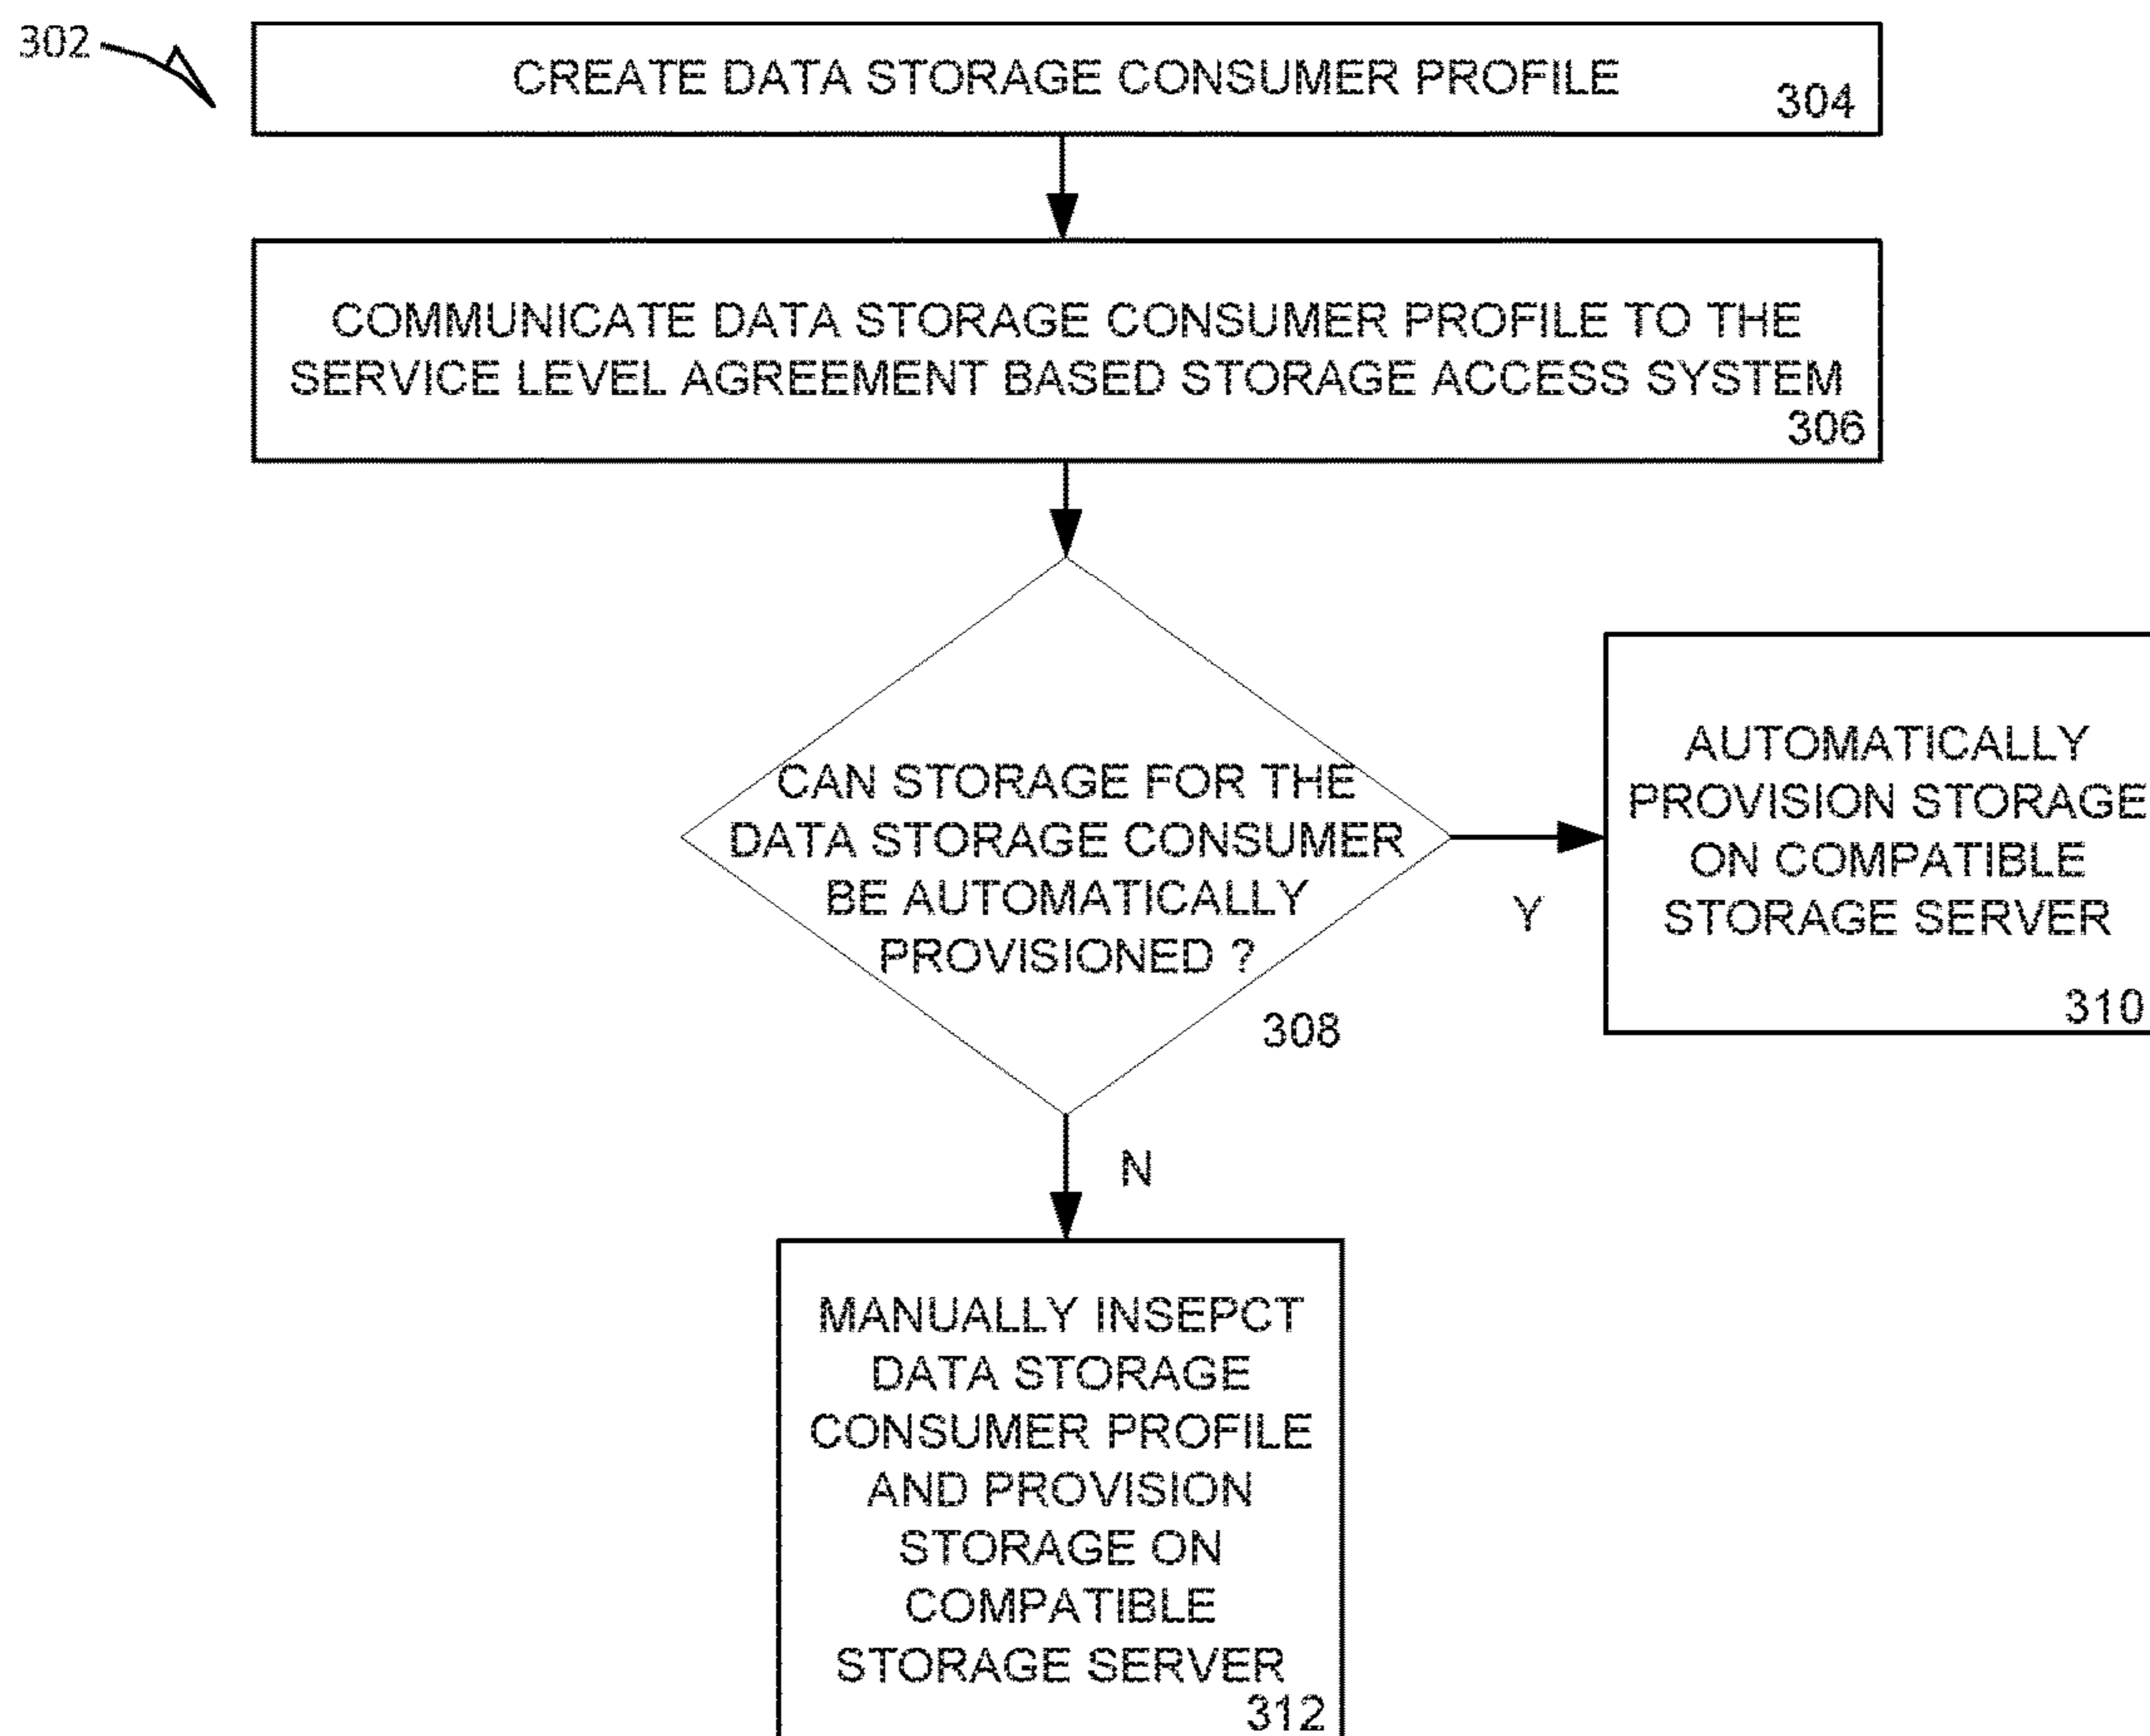 302
CREATE DATA STORAGE CONSUMER PROFILE
304
COMMUNICATE DATA STORAGE CONSUMER PROFILE TO THE
SERVICE LEVEL AGREEMENT BASED STORAGE ACCESS SYSTEM
306
CAN STORAGE FOR THE
DATA STORAGE CONSUMER
BE AUTOMATICALLY
PROVISIONED ?
308
Y
AUTOMATICALLY
PROVISION STORAGE
ON COMPATIBLE
STORAGE SERVER
310
N
MANUALLY INSEPCT
DATA STORAGE
CONSUMER PROFILE
AND PROVISION
STORAGE ON
COMPATIBLE
STORAGE SERVER
312